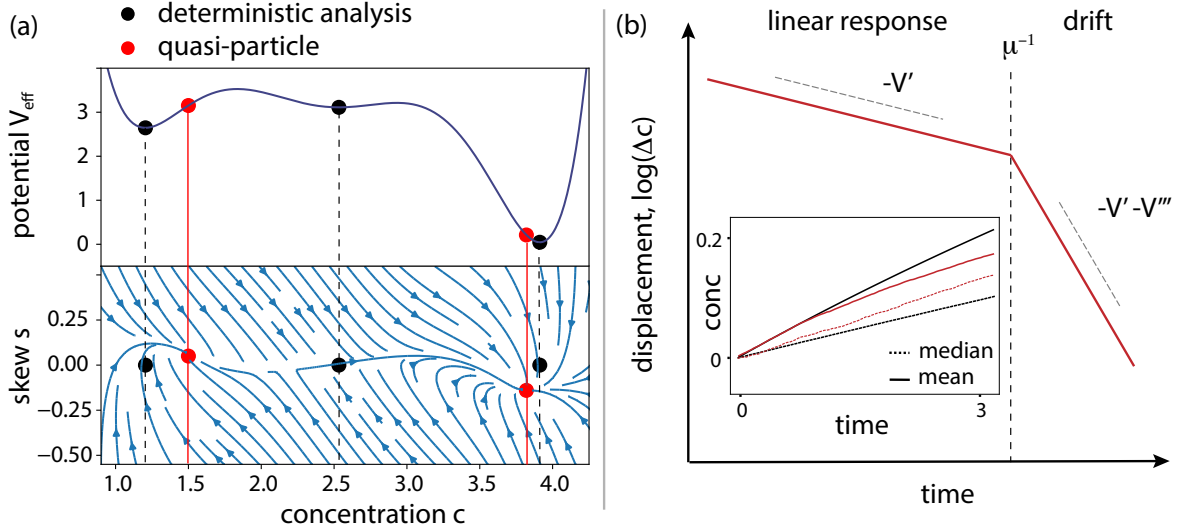 (a)
deterministic analysis
quasi-particle
potential V_eff
3
2
1
0
skew s
0.25
0.00
−0.25
−0.50
1.0 1.5 2.0 2.5 3.0 3.5 4.0
concentration c
(b)
linear response
drift
μ⁻¹
-V'
-V' -V'''
displacement, log(Δc)
conc
0.2
0
median
mean
0 3
time
time